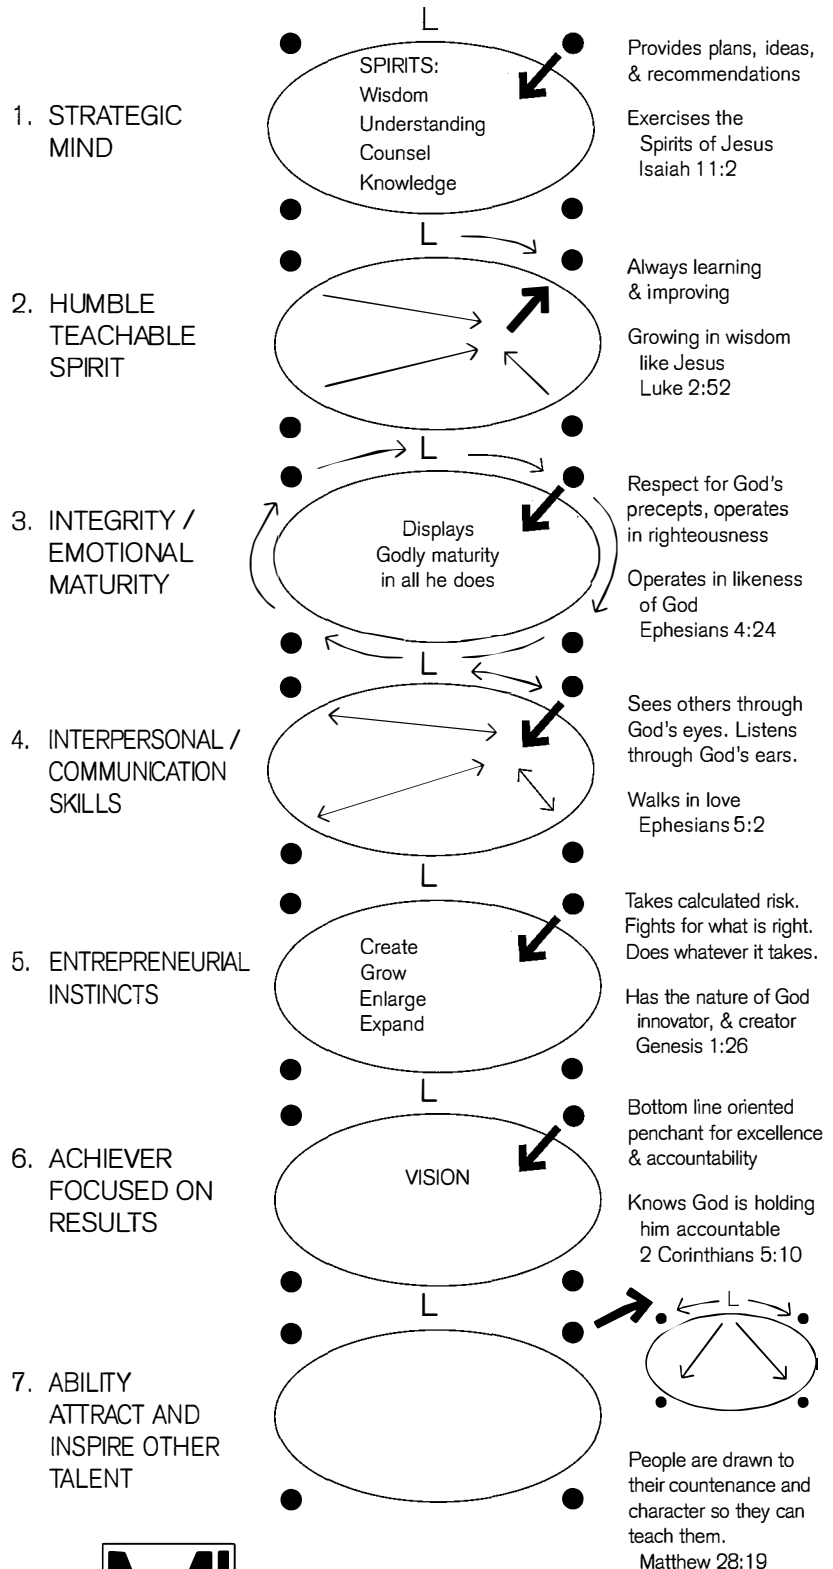 L
1. STRATEGIC
MIND
SPIRITS:
Wisdom
Understanding
Counsel
Knowledge
Provides plans, ideas,
& recommendations
Exercises the
Spirits of Jesus
Isaiah 11:2
L
2. HUMBLE
TEACHABLE
SPIRIT
Always learning
& improving
Growing in wisdom
like Jesus
Luke 2:52
L
3. INTEGRITY /
EMOTIONAL
MATURITY
Displays
Godly maturity
in all he does
Respect for God's
precepts, operates
in righteousness
Operates in likeness
of God
Ephesians 4:24
L
4. INTERPERSONAL /
COMMUNICATION
SKILLS
Sees others through
God's eyes. Listens
through God's ears.
Walks in love
Ephesians 5:2
L
5. ENTREPRENEURIAL
INSTINCTS
Create
Grow
Enlarge
Expand
Takes calculated risk.
Fights for what is right.
Does whatever it takes.
Has the nature of God
innovator, & creator
Genesis 1:26
L
6. ACHIEVER
FOCUSED ON
RESULTS
VISION
Bottom line oriented
penchant for excellence
& accountability
Knows God is holding
him accountable
2 Corinthians 5:10
L
L
7. ABILITY
ATTRACT AND
INSPIRE OTHER
TALENT
People are drawn to
their countenance and
character so they can
teach them.
Matthew 28:19